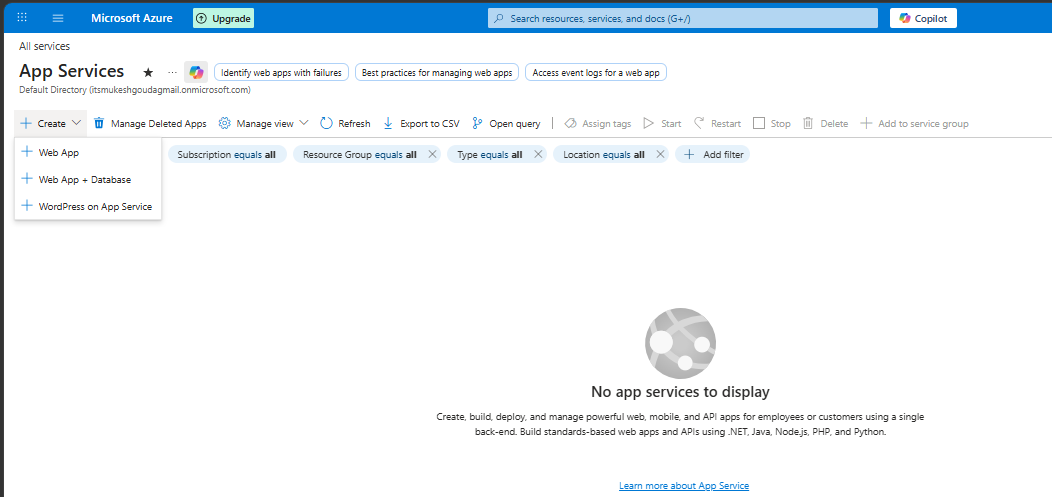 Microsoft Azure Upgrade Search resources, services, and docs (G+/) Copilot
All services
App Services ★ ... Identify web apps with failures Best practices for managing web apps Access event logs for a web app
Default Directory (itsmukeshgoudagmail.onmicrosoft.com)
+ Create Manage Deleted Apps Manage view Refresh Export to CSV Open query | Assign tags Start Restart Stop Delete + Add to service group
+ Web App
Subscription equals all Resource Group equals all × Type equals all × Location equals all × + Add filter
+ Web App + Database
+ WordPress on App Service
No app services to display
Create, build, deploy, and manage powerful web, mobile, and API apps for employees or customers using a single
back-end. Build standards-based web apps and APIs using .NET, Java, Node.js, PHP, and Python.
Learn more about App Service